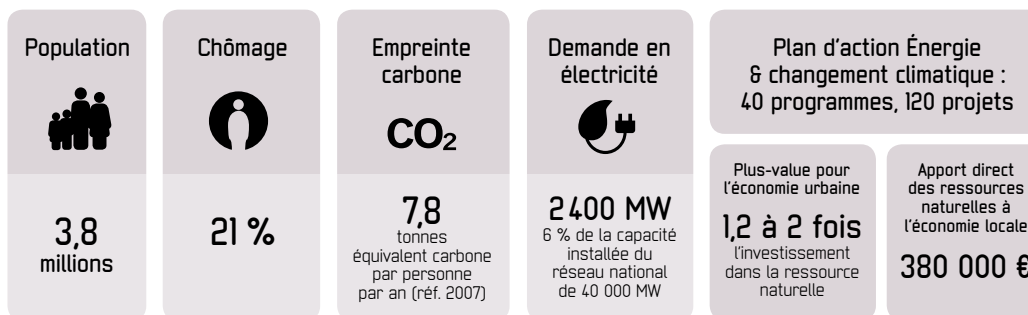 Population
3,8
millions
Chômage
21 %
Empreinte
carbone
CO₂
7,8
tonnes
équivalent carbone
par personne
par an (réf. 2007)
Demande en
électricité
2 400 MW
6 % de la capacité
installée du
réseau national
de 40 000 MW
Plan d’action Énergie
& changement climatique :
40 programmes, 120 projets
Plus-value pour
l’économie urbaine
1,2 à 2 fois
l’investissement
dans la ressource
naturelle
Apport direct
des ressources
naturelles à
l’économie locale
380 000 €